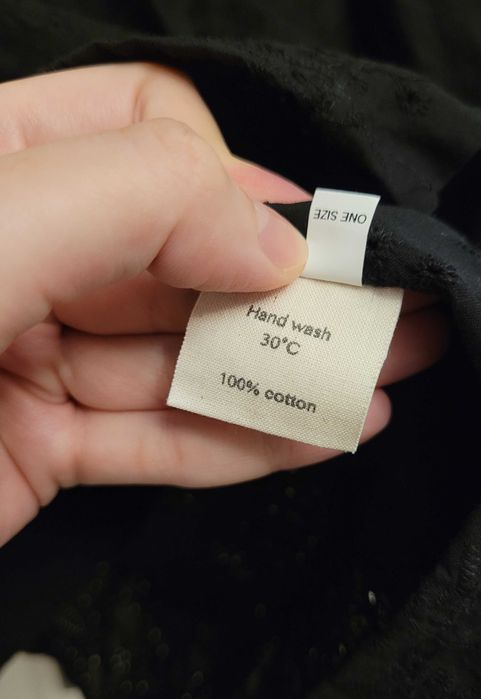 ONE SIZE
Hand wash
30°C
100% cotton